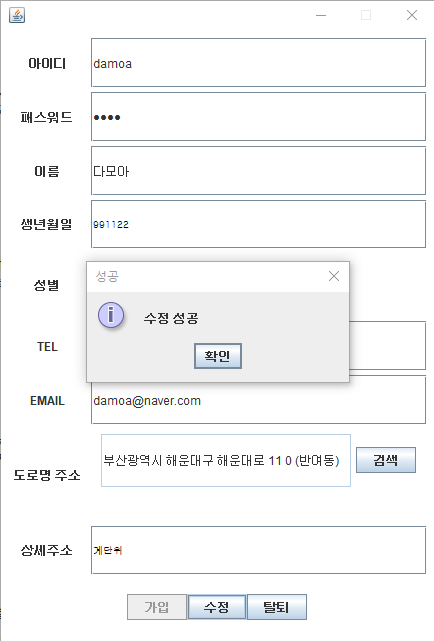 아이디 damoa
패스워드 ●●●●
이름 다모아
생년월일 991122
성공
성별
수정 성공
확인
TEL
EMAIL damoa@naver.com
도로명 주소 부산광역시 해운대구 해운대로 11 0 (반여동) 검색
상세주소
가입 수정 탈퇴